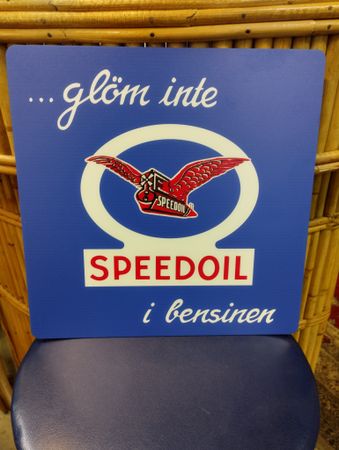 ...glöm inte
SPEEDOIL
SPEEDOIL
i bensinen